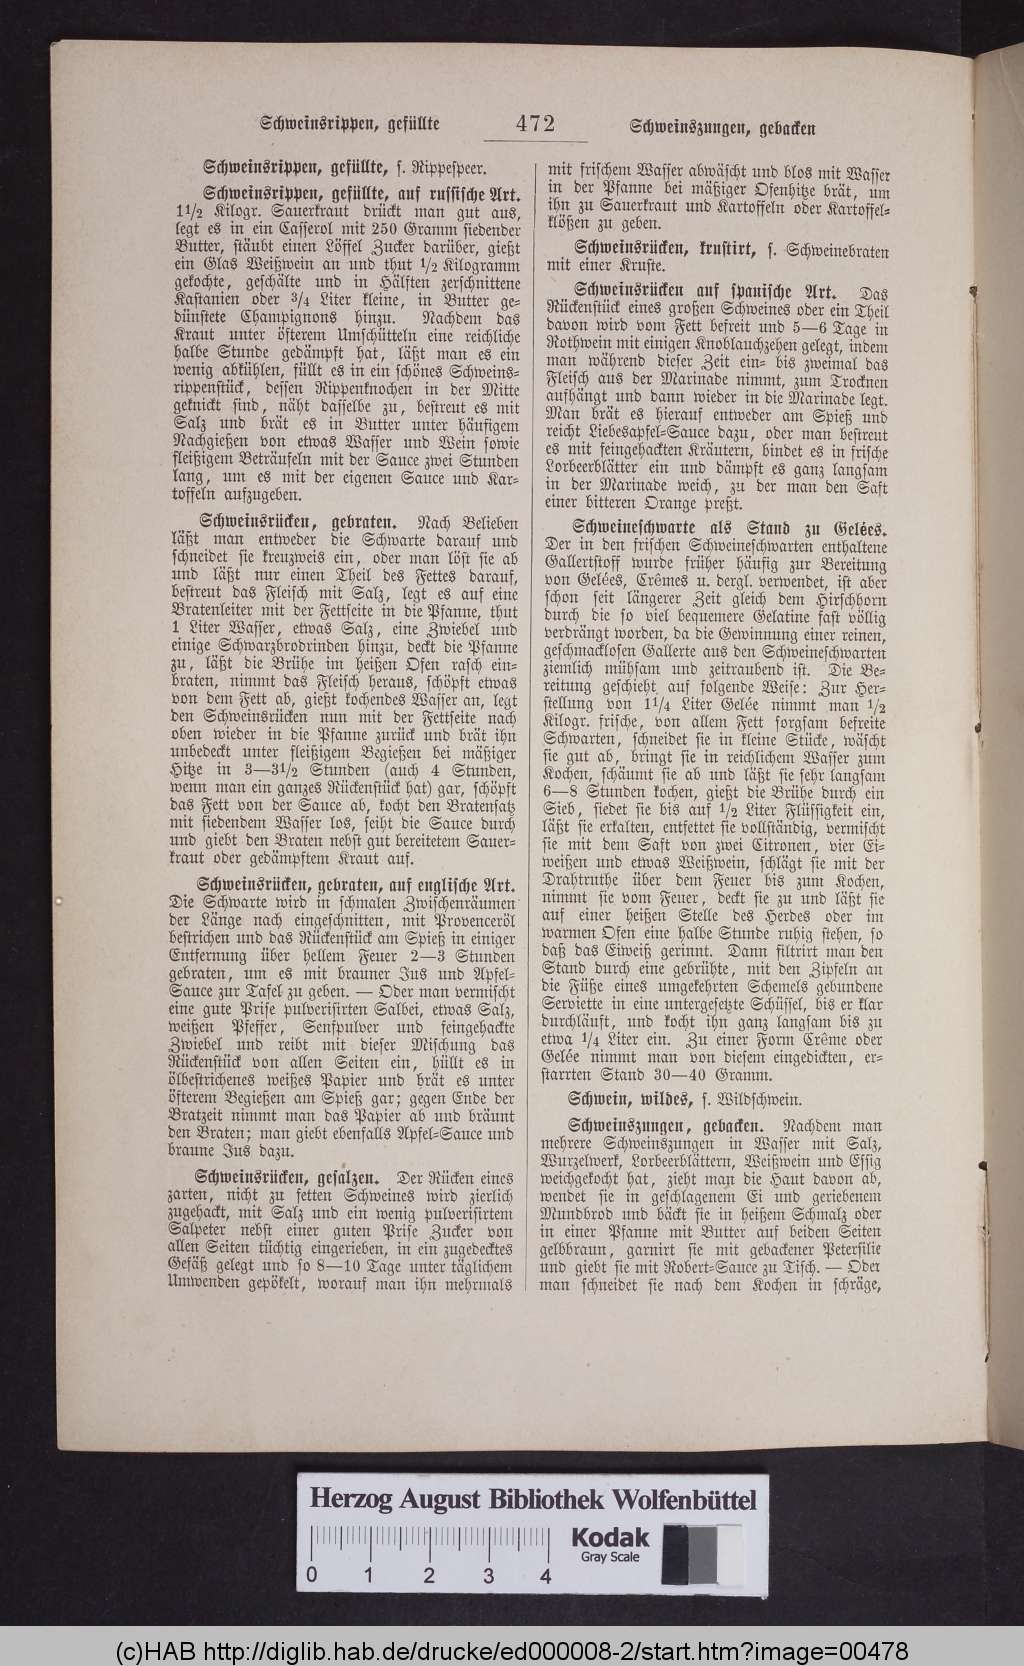 Schweinsrippen, gefüllte
472
Schweinszungen, gebacken
Schweinsrippen, gefüllte, s. Rippespeer.
Schweinsrippen, gefüllte, auf russische Art.
1 1/2 Kilogr. Sauerkraut drückt man gut aus,
legt es in ein Casserol mit 250 Gramm siedender
Butter, stäubt einen Löffel Zucker darüber, gießt
ein Glas Weißwein an und thut 1/2 Kilogramm
gekochte, geschälte und in Hälften zerschnittene
Kastanien oder 3/4 Liter kleine, in Butter ge-
dünstete Champignons hinzu. Nachdem das
Kraut unter öfterem Umschütteln eine reichliche
halbe Stunde gedämpft hat, läßt man es ein
wenig abkühlen, füllt es in ein schönes Schweins-
rippenstück, dessen Rippenknochen in der Mitte
geknickt sind, näht dasselbe zu, bestreut es mit
Salz und brät es in Butter unter häufigem
Nachgießen von etwas Wasser und Wein sowie
fleißigem Beträufeln mit der Sauce zwei Stunden
lang, um es mit der eigenen Sauce und Kar-
toffeln aufzugeben.
Schweinsrücken, gebraten. Nach Belieben
läßt man entweder die Schwarte darauf und
schneidet sie kreuzweis ein, oder man löst sie ab
und läßt nur einen Theil des Fettes darauf,
bestreut das Fleisch mit Salz, legt es auf eine
Bratenleiter mit der Fettseite in die Pfanne, thut
1 Liter Wasser, etwas Salz, eine Zwiebel und
einige Schwarzbrodrinden hinzu, deckt die Pfanne
zu, läßt die Brühe im heißen Ofen rasch ein-
braten, nimmt das Fleisch heraus, schöpft etwas
von dem Fett ab, gießt kochendes Wasser an, legt
den Schweinsrücken nun mit der Fettseite nach
oben wieder in die Pfanne zurück und brät ihn
unbedeckt unter fleißigem Begießen bei mäßiger
Hitze in 3—3 1/2 Stunden (auch 4 Stunden,
wenn man ein ganzes Rückenstück hat) gar, schöpft
das Fett von der Sauce ab, kocht den Bratensatz
mit siedendem Wasser los, seiht die Sauce durch
und giebt den Braten nebst gut bereitetem Sauer-
kraut oder gedämpftem Kraut auf.
Schweinsrücken, gebraten, auf englische Art.
Die Schwarte wird in schmalen Zwischenräumen
der Länge nach eingeschnitten, mit Provenceröl
bestrichen und das Rückenstück am Spieß in einiger
Entfernung über hellem Feuer 2—3 Stunden
gebraten, um es mit brauner Jus und Apfel-
Sauce zur Tafel zu geben. — Oder man vermischt
eine gute Prise pulverisirten Salbei, etwas Salz,
weißen Pfeffer, Senfpulver und feingehackte
Zwiebel und reibt mit dieser Mischung das
Rückenstück von allen Seiten ein, hüllt es in
ölbestrichenes weißes Papier und brät es unter
öfterem Begießen am Spieß gar; gegen Ende der
Bratzeit nimmt man das Papier ab und bräunt
den Braten; man giebt ebenfalls Apfel-Sauce und
braune Jus dazu.
Schweinsrücken, gesalzen. Der Rücken eines
zarten, nicht zu fetten Schweines wird zierlich
zugehackt, mit Salz und ein wenig pulverisirtem
Salpeter nebst einer guten Prise Zucker von
allen Seiten tüchtig eingerieben, in ein zugedecktes
Gefäß gelegt und so 8—10 Tage unter täglichem
Umwenden gepökelt, worauf man ihn mehrmals
mit frischem Wasser abwäscht und blos mit Wasser
in der Pfanne bei mäßiger Ofenhitze brät, um
ihn zu Sauerkraut und Kartoffeln oder Kartoffel-
klößen zu geben.
Schweinsrücken, krustirt, s. Schweinebraten
mit einer Kruste.
Schweinsrücken auf spanische Art. Das
Rückenstück eines großen Schweines oder ein Theil
davon wird vom Fett befreit und 5—6 Tage in
Rothwein mit einigen Knoblauchzehen gelegt, indem
man während dieser Zeit ein- bis zweimal das
Fleisch aus der Marinade nimmt, zum Trocknen
aufhängt und dann wieder in die Marinade legt.
Man brät es hierauf entweder am Spieß und
reicht Liebesapfel-Sauce dazu, oder man bestreut
es mit feingehackten Kräutern, bindet es in frische
Lorbeerblätter ein und dämpft es ganz langsam
in der Marinade weich, zu der man den Saft
einer bitteren Orange preßt.
Schweineschwarte als Stand zu Gelées.
Der in den frischen Schweineschwarten enthaltene
Gallertstoff wurde früher häufig zur Bereitung
von Gelées, Crêmes u. dergl. verwendet, ist aber
schon seit längerer Zeit gleich dem Hirschhorn
durch die so viel bequemere Gelatine fast völlig
verdrängt worden, da die Gewinnung einer reinen,
geschmacklosen Gallerte aus den Schweineschwarten
ziemlich mühsam und zeitraubend ist. Die Be-
reitung geschieht auf folgende Weise: Zur Her-
stellung von 1 1/4 Liter Gelée nimmt man 1/2
Kilogr. frische, von allem Fett sorgsam befreite
Schwarten, schneidet sie in kleine Stücke, wäscht
sie gut ab, bringt sie in reichlichem Wasser zum
Kochen, schäumt sie ab und läßt sie sehr langsam
6—8 Stunden kochen, gießt die Brühe durch ein
Sieb, siedet sie bis auf 1/2 Liter Flüssigkeit ein,
läßt sie erkalten, entfettet sie vollständig, vermischt
sie mit dem Saft von zwei Citronen, vier Ei-
weißen und etwas Weißwein, schlägt sie mit der
Drahtruthe über dem Feuer bis zum Kochen,
nimmt sie vom Feuer, deckt sie zu und läßt sie
auf einer heißen Stelle des Herdes oder im
warmen Ofen eine halbe Stunde ruhig stehen, so
daß das Eiweiß gerinnt. Dann filtrirt man den
Stand durch eine gebrühte, mit den Zipfeln an
die Füße eines umgekehrten Schemels gebundene
Serviette in eine untergesetzte Schüssel, bis er klar
durchläuft, und kocht ihn ganz langsam bis zu
etwa 1/4 Liter ein. Zu einer Form Crême oder
Gelée nimmt man von diesem eingedickten, er-
starrten Stand 30—40 Gramm.
Schwein, wildes, s. Wildschwein.
Schweinszungen, gebacken. Nachdem man
mehrere Schweinszungen in Wasser mit Salz,
Wurzelwerk, Lorbeerblättern, Weißwein und Essig
weichgekocht hat, zieht man die Haut davon ab,
wendet sie in geschlagenem Ei und geriebenem
Mundbrod und bäckt sie in heißem Schmalz oder
in einer Pfanne mit Butter auf beiden Seiten
gelbbraun, garnirt sie mit gebackener Petersilie
und giebt sie mit Robert-Sauce zu Tisch. — Oder
man schneidet sie nach dem Kochen in schräge,
Herzog August Bibliothek Wolfenbüttel
Kodak
Gray Scale
0 1 2 3 4
(c)HAB http://diglib.hab.de/drucke/ed000008-2/start.htm?image=00478